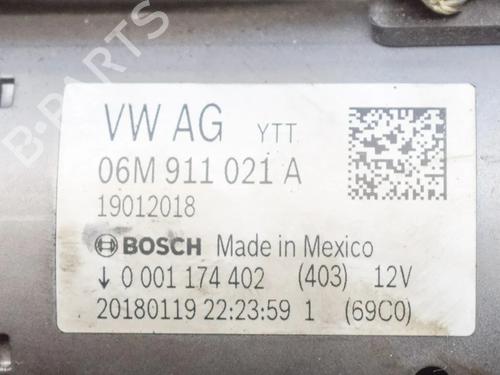 B-PARTS
VW AG YTT
06M 911 021 A
19012018
BOSCH Made in Mexico
↓ 0 001 174 402 (403) 12V
20180119 22:23:59 1 (69C0)